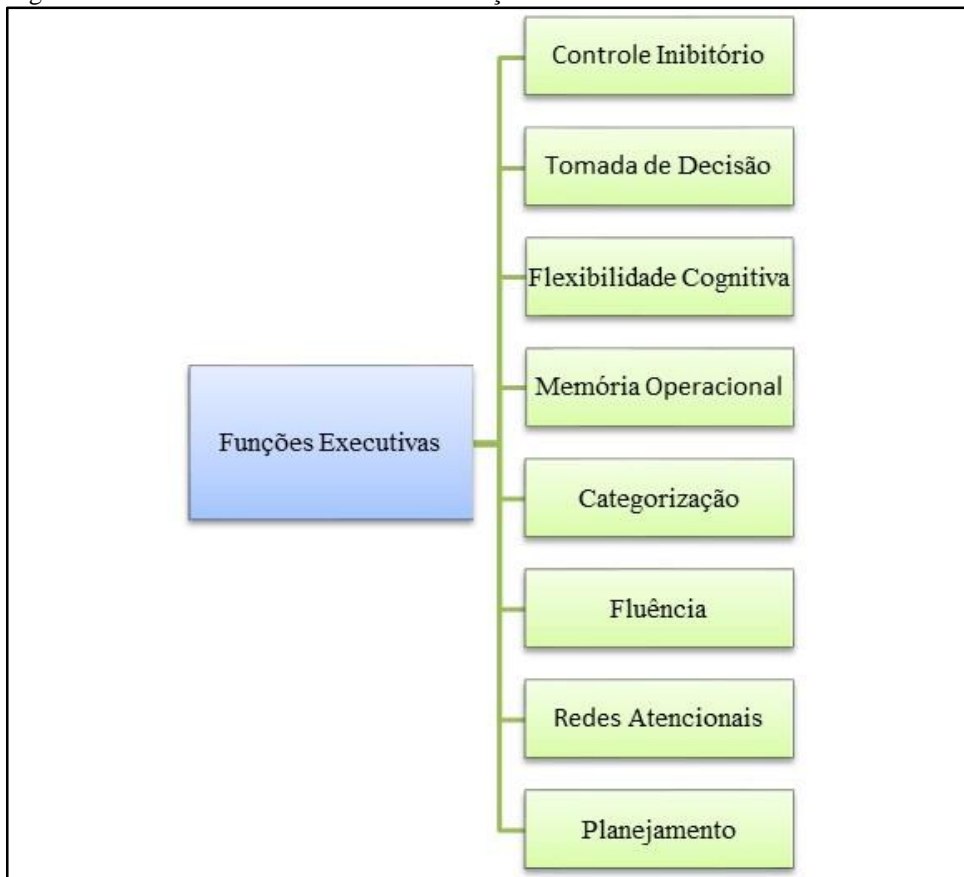 Controle Inibitório
Tomada de Decisão
Flexibilidade Cognitiva
Memória Operacional
Funções Executivas
Categorização
Fluência
Redes Atencionais
Planejamento